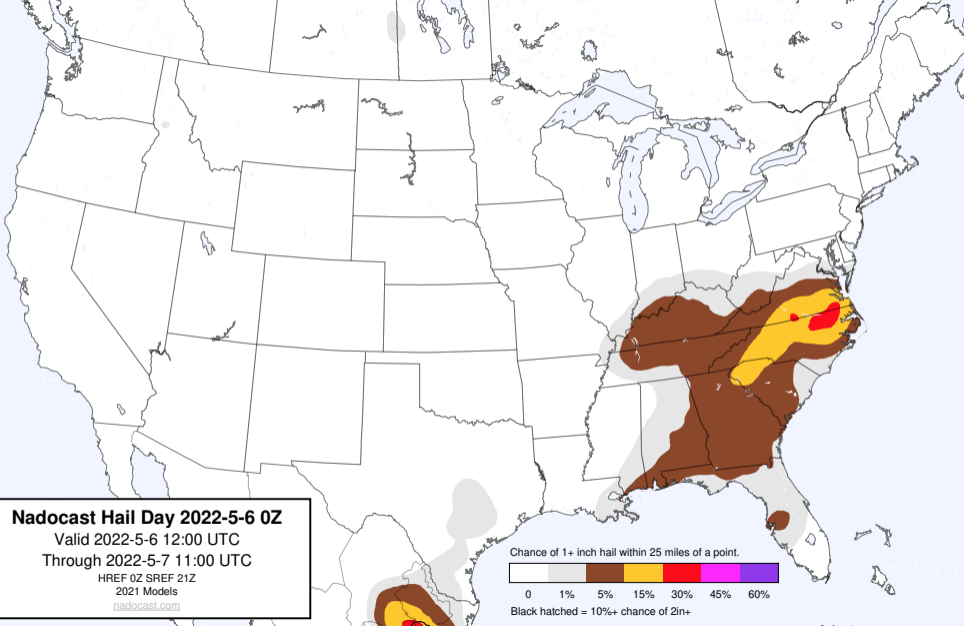 Nadocast Hail Day 2022-5-6 0Z
Valid 2022-5-6 12:00 UTC
Through 2022-5-7 11:00 UTC
HREF 0Z SREF 21Z
2021 Models
nadocast.com
Chance of 1+ inch hail within 25 miles of a point.
0 1% 5% 15% 30% 45% 60%
Black hatched = 10%+ chance of 2in+